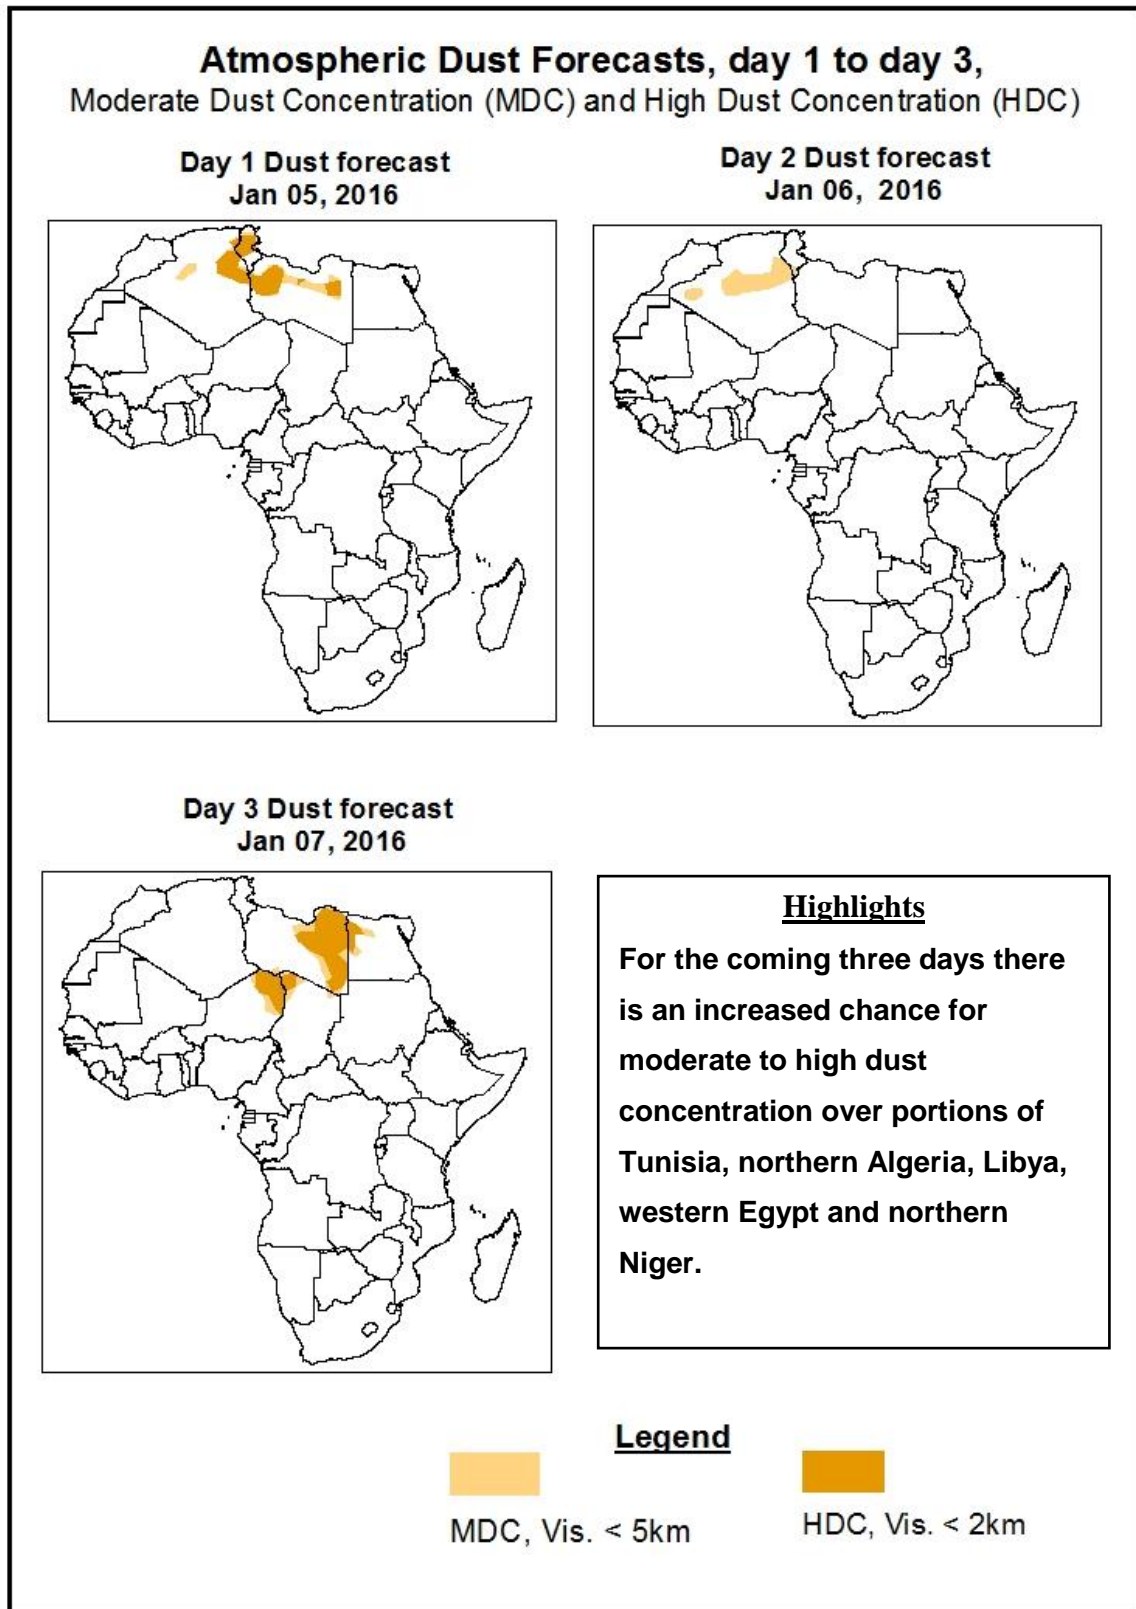 Atmospheric Dust Forecasts, day 1 to day 3,
Moderate Dust Concentration (MDC) and High Dust Concentration (HDC)
Day 1 Dust forecast
Jan 05, 2016
Day 2 Dust forecast
Jan 06, 2016
Day 3 Dust forecast
Jan 07, 2016
Highlights
For the coming three days there
is an increased chance for
moderate to high dust
concentration over portions of
Tunisia, northern Algeria, Libya,
western Egypt and northern
Niger.
Legend
MDC, Vis. < 5km
HDC, Vis. < 2km